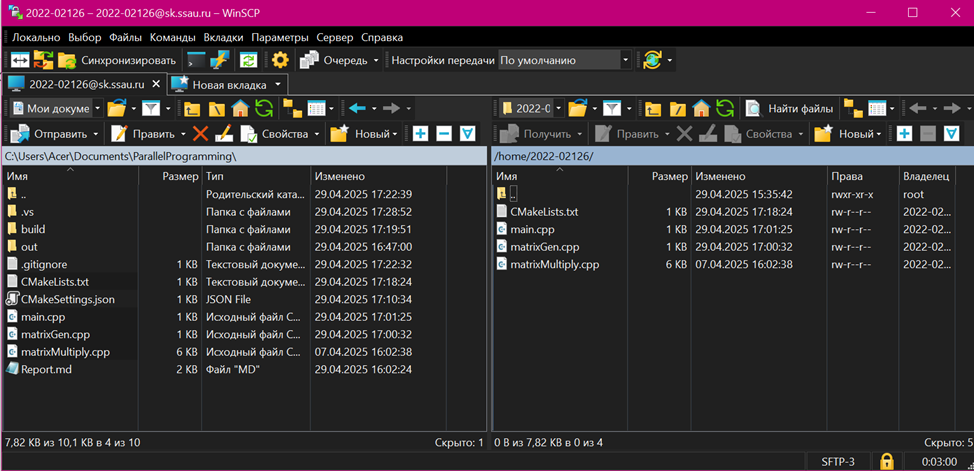 2022-02126 – 2022-02126@sk.ssau.ru – WinSCP
Локально Выбор Файлы Команды Вкладки Параметры Сервер Справка
Синхронизировать Очередь Настройки передачи По умолчанию
2022-02126@sk.ssau.ru Новая вкладка
Мои докуме 2022-0 Найти файлы
Отправить Править Свойства Новый Получить Править Свойства Новый
C:\Users\Acer\Documents\ParallelProgramming\ /home/2022-02126/
Имя Размер Тип Изменено Имя Размер Изменено Права Владелец
.. Родительский ката... 29.04.2025 17:22:39 .. 29.04.2025 15:35:42 rwxr-xr-x root
.vs Папка с файлами 29.04.2025 17:28:52 CMakeLists.txt 1 KB 29.04.2025 17:18:24 rw-r--r-- 2022-02...
build Папка с файлами 29.04.2025 17:19:51 main.cpp 1 KB 29.04.2025 17:01:25 rw-r--r-- 2022-02...
out Папка с файлами 29.04.2025 16:47:00 matrixGen.cpp 1 KB 29.04.2025 17:00:32 rw-r--r-- 2022-02...
.gitignore 1 KB Текстовый докуме... 29.04.2025 17:22:32 matrixMultiply.cpp 6 KB 07.04.2025 16:02:38 rw-r--r-- 2022-02...
CMakeLists.txt 1 KB Текстовый докуме... 29.04.2025 17:18:24
CMakeSettings.json 1 KB JSON File 29.04.2025 17:10:34
main.cpp 1 KB Исходный файл C... 29.04.2025 17:01:25
matrixGen.cpp 1 KB Исходный файл C... 29.04.2025 17:00:32
matrixMultiply.cpp 6 KB Исходный файл C... 07.04.2025 16:02:38
Report.md 2 KB Файл "MD" 29.04.2025 16:02:24
7,82 KB из 10,1 KB в 4 из 10 Скрыто: 1 0 B из 7,82 KB в 0 из 4 Скрыто: 5
SFTP-3 0:03:00